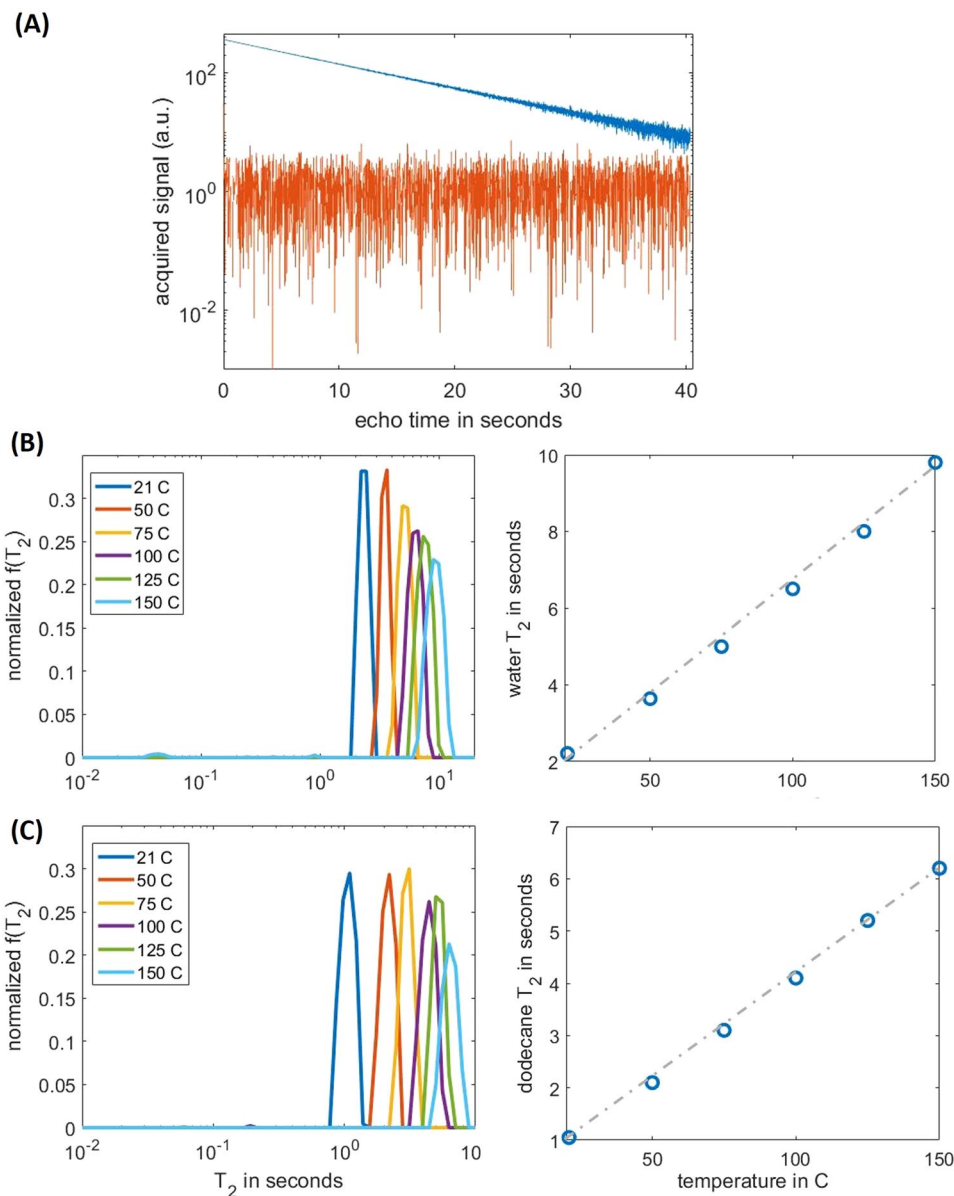 (A)
acquired signal (a.u.)
10^2
10^0
10^-2
0 10 20 30 40
echo time in seconds
(B)
normalized f(T_2)
0.3
0.25
0.2
0.15
0.1
0.05
0
21 C
50 C
75 C
100 C
125 C
150 C
10^-2 10^-1 10^0 10^1
water T_2 in seconds
10
8
6
4
2
50 100 150
(C)
normalized f(T_2)
0.3
0.25
0.2
0.15
0.1
0.05
0
21 C
50 C
75 C
100 C
125 C
150 C
10^-2 10^-1 10^0 10
T_2 in seconds
dodecane T_2 in seconds
7
6
5
4
3
2
1
50 100 150
temperature in C